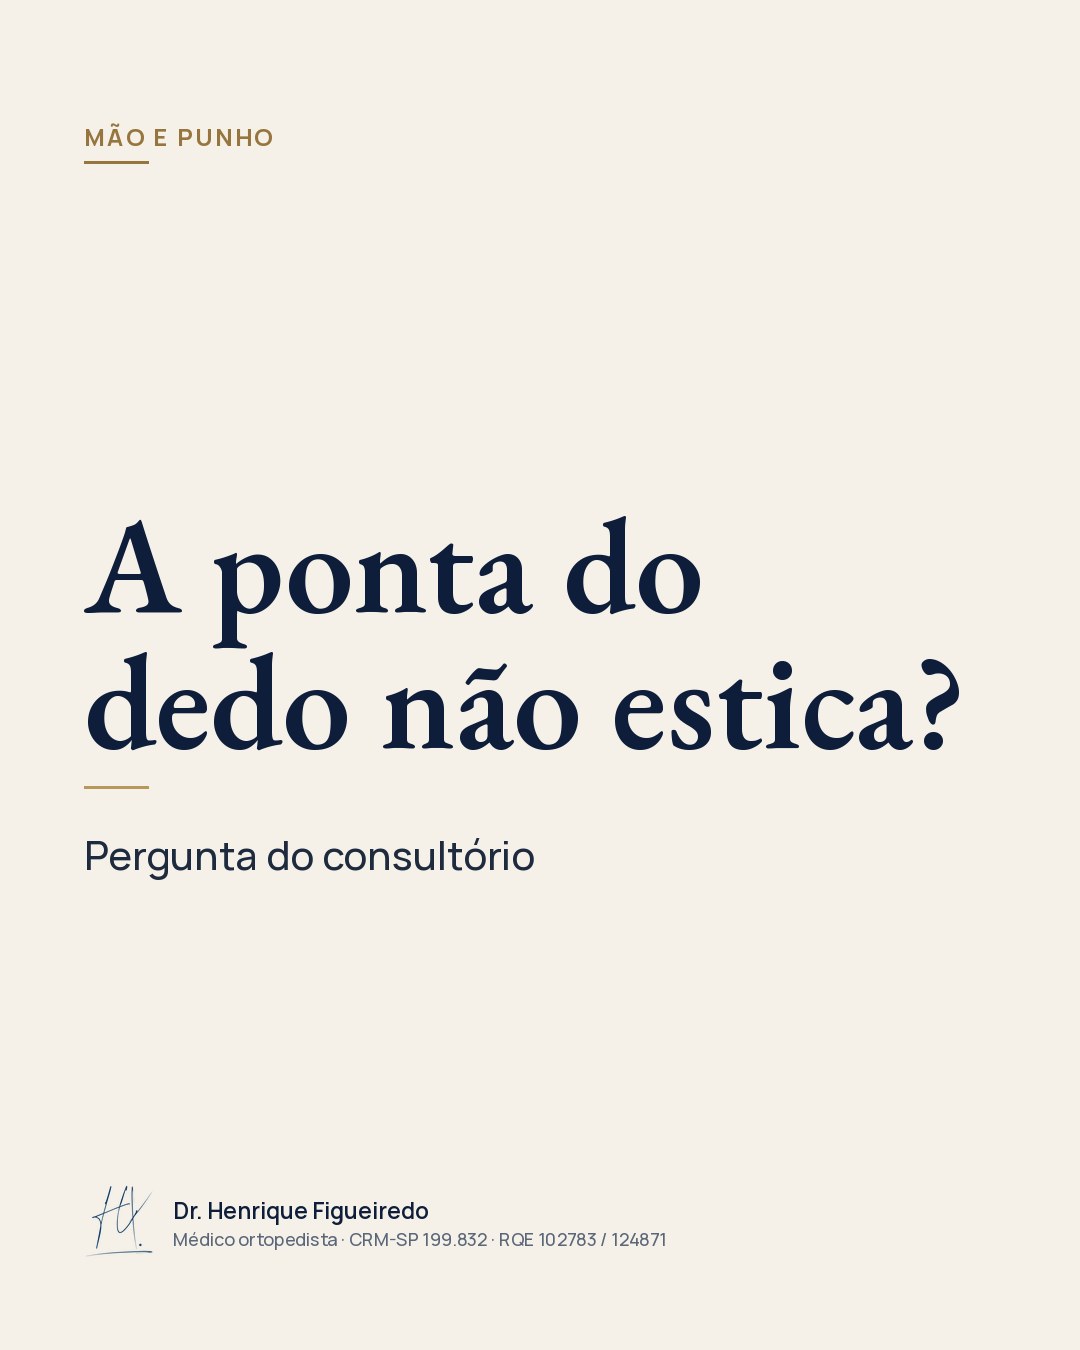 MÃO E PUNHO
A ponta do
dedo não estica?
Pergunta do consultório
Dr. Henrique Figueiredo
Médico ortopedista · CRM-SP 199.832 · RQE 102783 / 124871